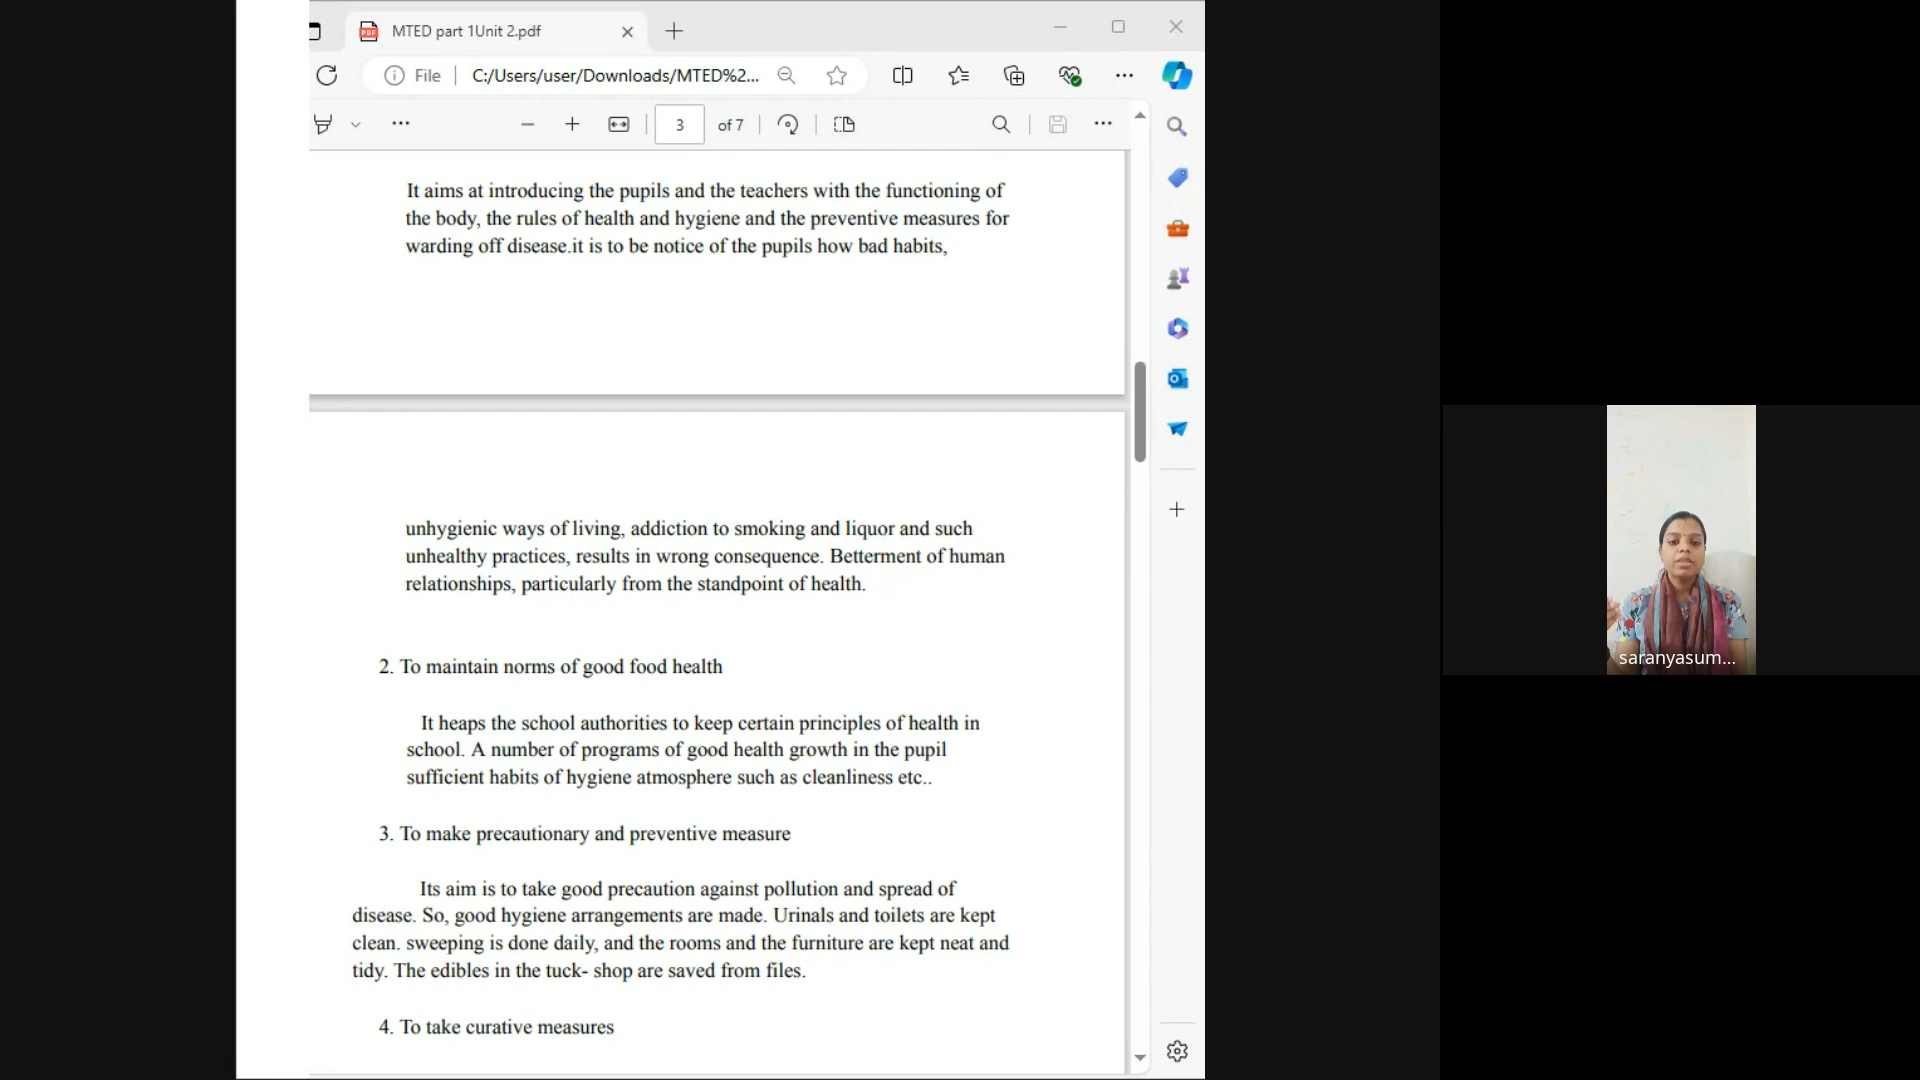 MTED part 1Unit 2.pdf
File
C:/Users/user/Downloads/MTED%2...
3 of 7
It aims at introducing the pupils and the teachers with the functioning of
the body, the rules of health and hygiene and the preventive measures for
warding off disease.it is to be notice of the pupils how bad habits,
unhygienic ways of living, addiction to smoking and liquor and such
unhealthy practices, results in wrong consequence. Betterment of human
relationships, particularly from the standpoint of health.
2. To maintain norms of good food health
It heaps the school authorities to keep certain principles of health in
school. A number of programs of good health growth in the pupil
sufficient habits of hygiene atmosphere such as cleanliness etc..
3. To make precautionary and preventive measure
Its aim is to take good precaution against pollution and spread of
disease. So, good hygiene arrangements are made. Urinals and toilets are kept
clean. sweeping is done daily, and the rooms and the furniture are kept neat and
tidy. The edibles in the tuck- shop are saved from files.
4. To take curative measures
saranyasum...